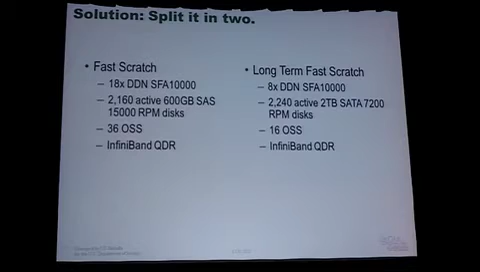 Solution: Split it in two.
• Fast Scratch
– 18x DDN SFA10000
– 2,160 active 600GB SAS
15000 RPM disks
– 36 OSS
– InfiniBand QDR
• Long Term Fast Scratch
– 8x DDN SFA10000
– 2,240 active 2TB SATA 7200
RPM disks
– 16 OSS
– InfiniBand QDR